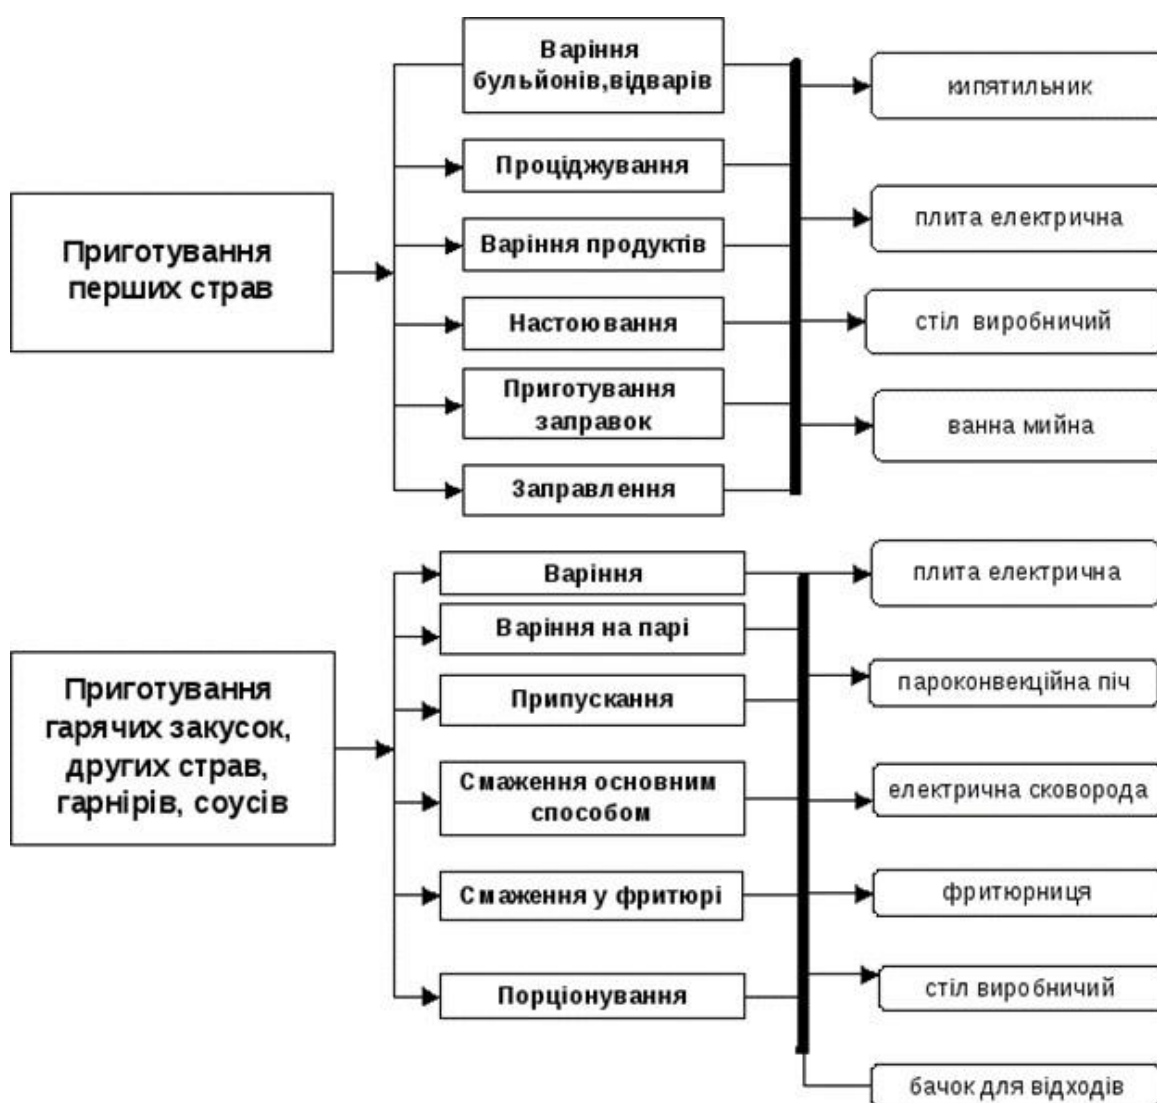 Приготування
перших страв
Варіння
бульйонів,відварів
Проціджування
Варіння продуктів
Настоювання
Приготування
заправок
Заправлення
кипятильник
плита електрична
стіл виробничий
ванна мийна
Приготування
гарячих закусок,
других страв,
гарнірів, соусів
Варіння
Варіння на парі
Припускання
Смаження основним
способом
Смаження у фритюрі
Порціонування
плита електрична
пароконвекційна піч
електрична сковорода
фритюрниця
стіл виробничий
бачок для відходів